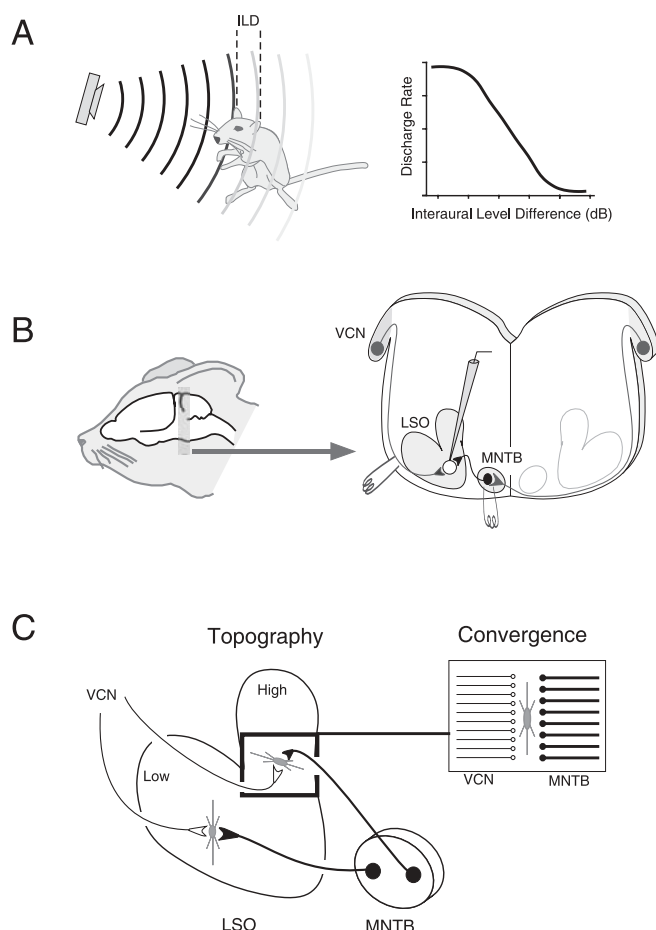 A
ILD
Discharge Rate
Interaural Level Difference (dB)
B
VCN
LSO
MNTB
C
Topography
Convergence
VCN
High
Low
VCN
MNTB
LSO
MNTB